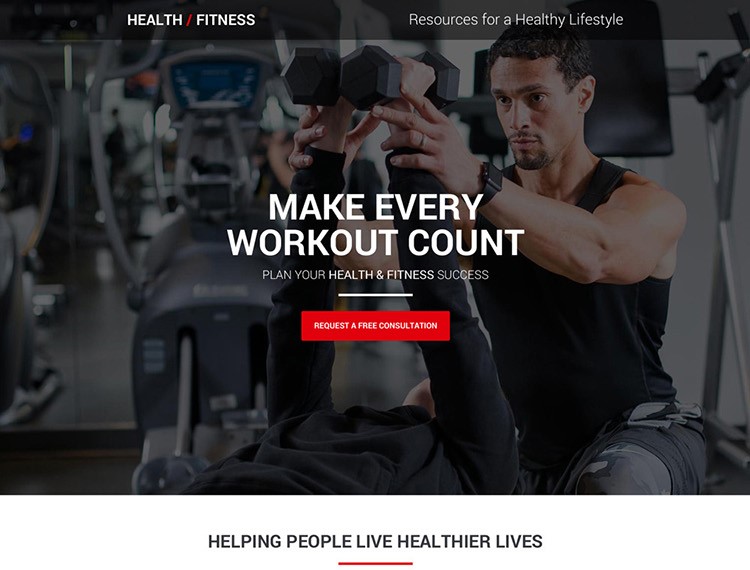 HEALTH / FITNESS
Resources for a Healthy Lifestyle
MAKE EVERY
WORKOUT COUNT
PLAN YOUR HEALTH & FITNESS SUCCESS
REQUEST A FREE CONSULTATION
HELPING PEOPLE LIVE HEALTHIER LIVES